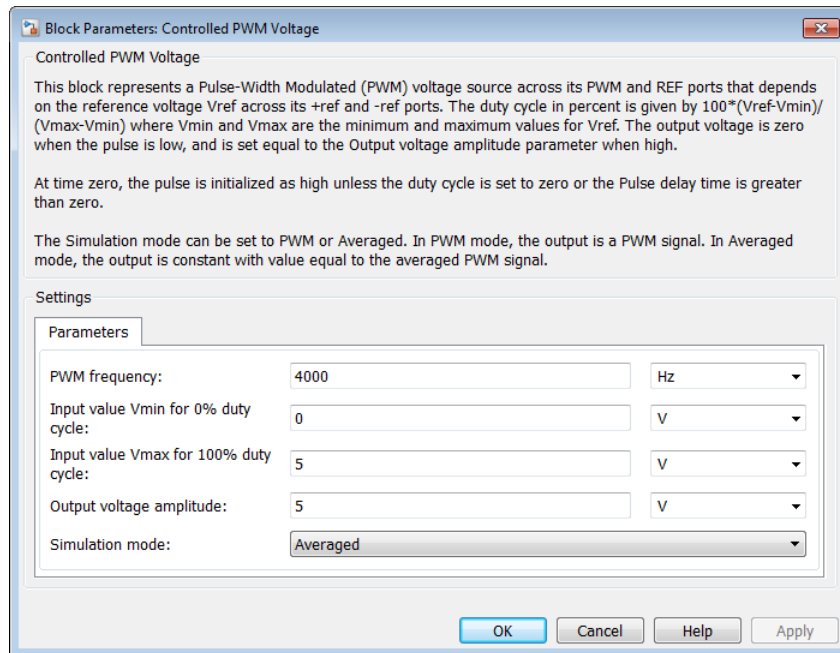 Block Parameters: Controlled PWM Voltage
Controlled PWM Voltage
This block represents a Pulse-Width Modulated (PWM) voltage source across its PWM and REF ports that depends
on the reference voltage Vref across its +ref and -ref ports. The duty cycle in percent is given by 100*(Vref-Vmin)/
(Vmax-Vmin) where Vmin and Vmax are the minimum and maximum values for Vref. The output voltage is zero
when the pulse is low, and is set equal to the Output voltage amplitude parameter when high.
At time zero, the pulse is initialized as high unless the duty cycle is set to zero or the Pulse delay time is greater
than zero.
The Simulation mode can be set to PWM or Averaged. In PWM mode, the output is a PWM signal. In Averaged
mode, the output is constant with value equal to the averaged PWM signal.
Settings
Parameters
PWM frequency: 4000 Hz
Input value Vmin for 0% duty
cycle: 0 V
Input value Vmax for 100% duty
cycle: 5 V
Output voltage amplitude: 5 V
Simulation mode: Averaged
OK Cancel Help Apply